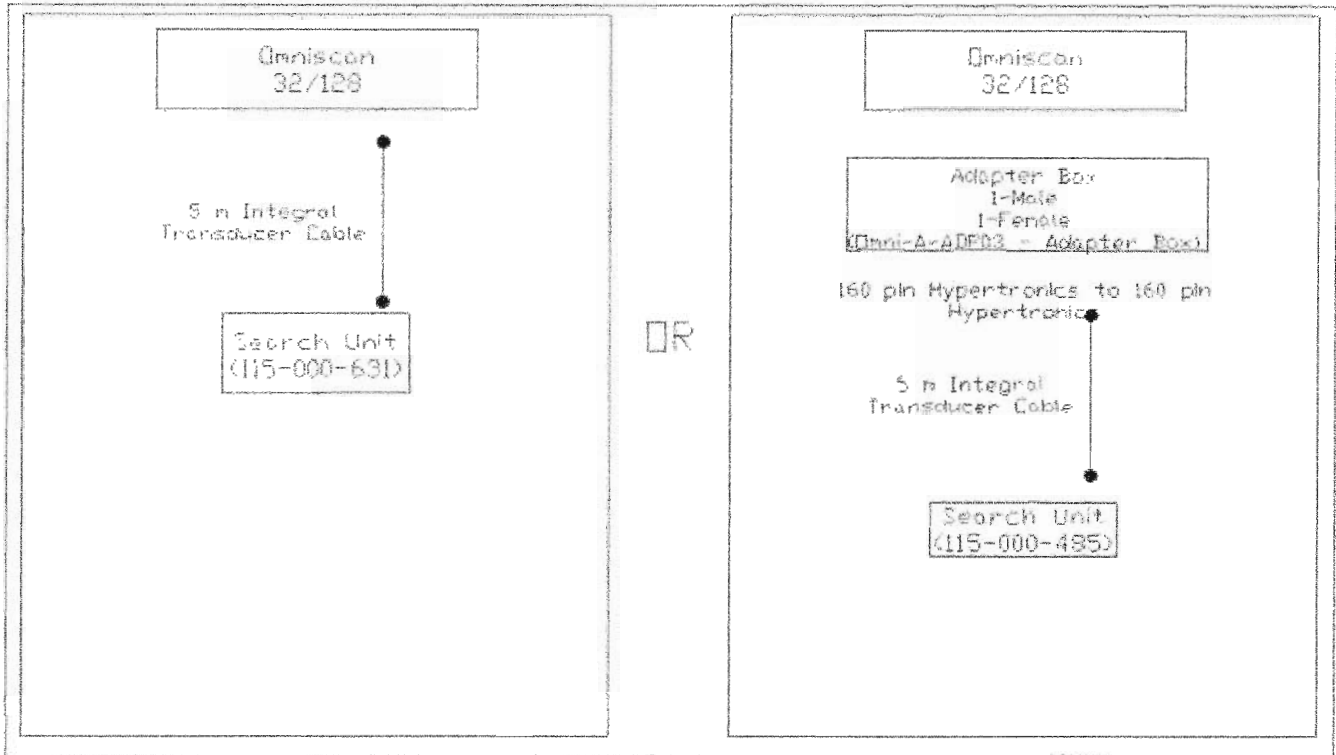 Omniscan
32/128
5 m Integral
Transducer Cable
Search Unit
(115-000-631)
OR
Omniscan
32/128
Adapter Box
1-Male
1-Female
(Omni-A-ADP03 - Adapter Box)
160 pin Hypertronics to 160 pin
Hypertronics
5 m Integral
Transducer Cable
Search Unit
(115-000-485)